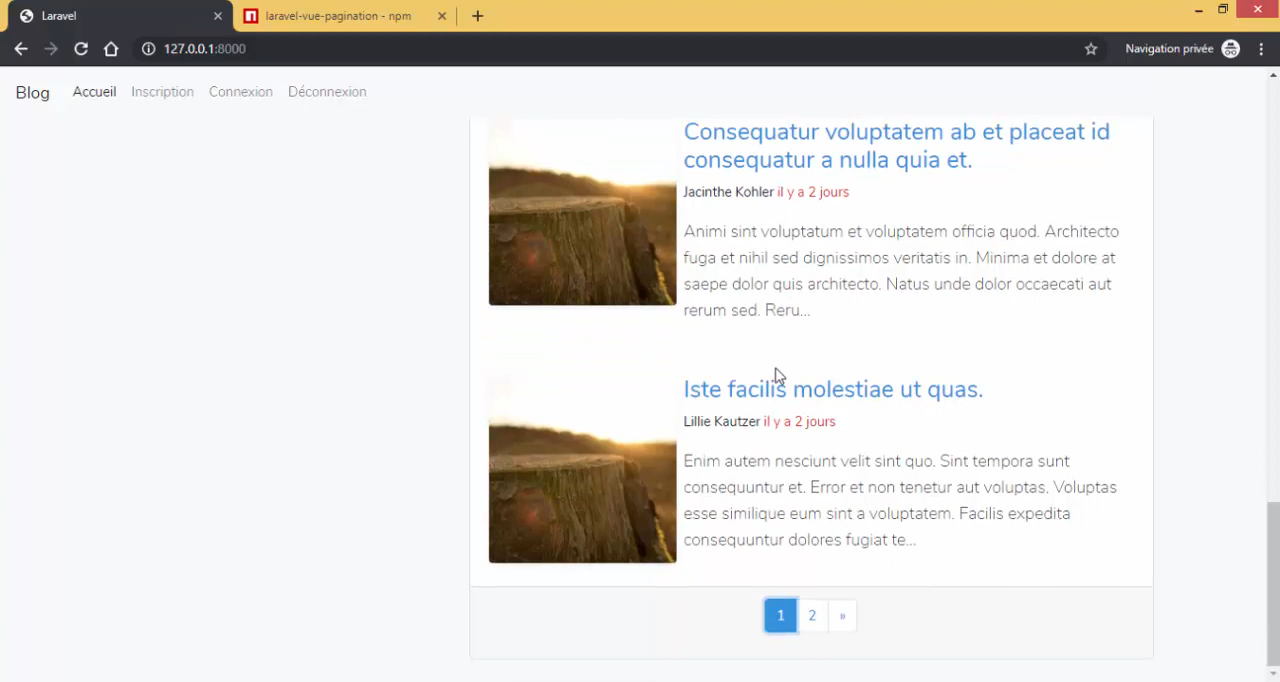 Laravel
laravel-vue-pagination - npm
127.0.0.1:8000
Navigation privée
Blog Accueil Inscription Connexion Déconnexion
Consequatur voluptatem ab et placeat id
consequatur a nulla quia et.
Jacinthe Kohler il y a 2 jours
Animi sint voluptatum et voluptatem officia quod. Architecto
fuga et nihil sed dignissimos veritatis in. Minima et dolore at
saepe dolor quis architecto. Natus unde dolor occaecati aut
rerum sed. Reru...
Iste facilis molestiae ut quas.
Lillie Kautzer il y a 2 jours
Enim autem nesciunt velit sint quo. Sint tempora sunt
consequuntur et. Error et non tenetur aut voluptas. Voluptas
esse similique eum sint a voluptatem. Facilis expedita
consequuntur dolores fugiat te...
1 2 »